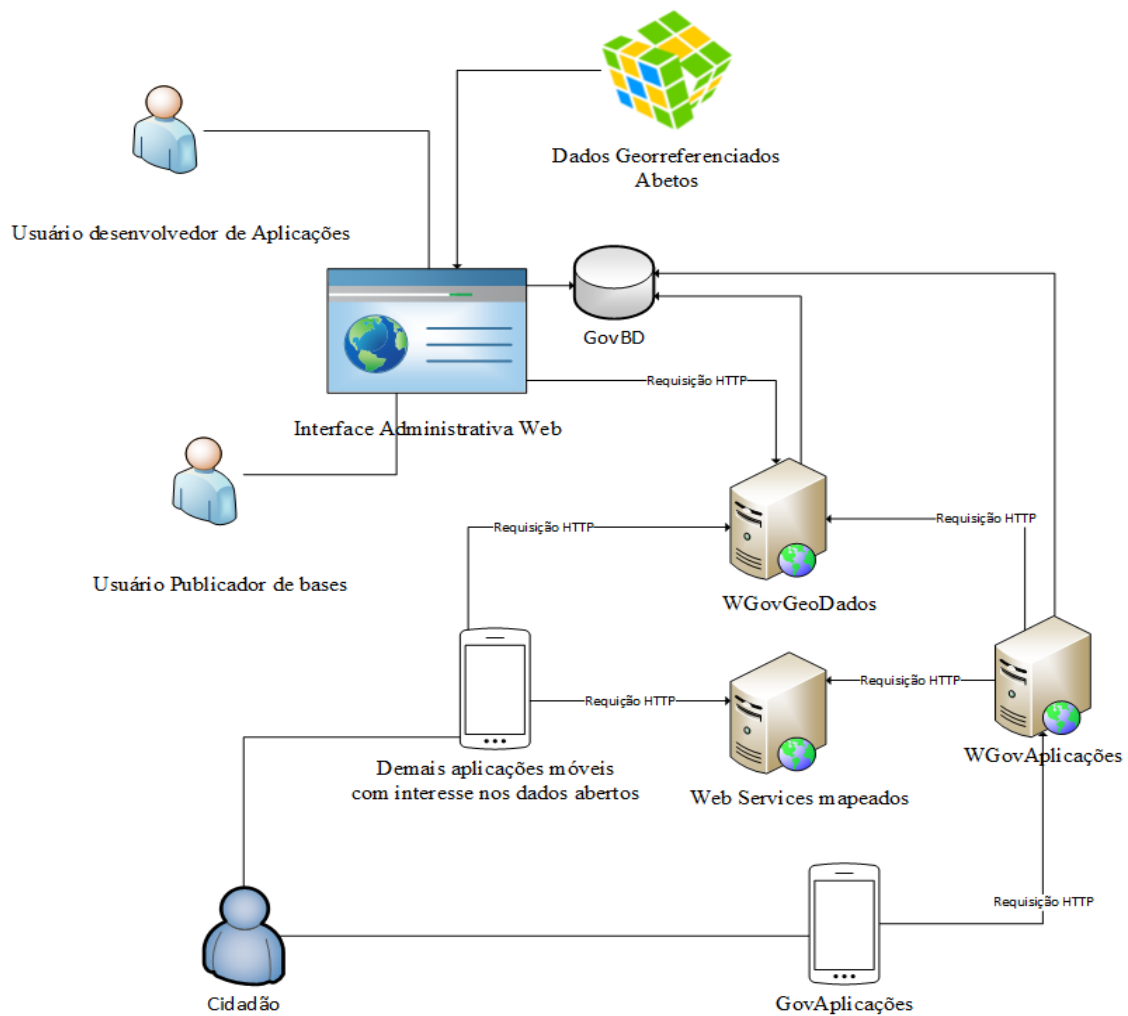 Dados Georreferenciados
Abetos
Usuário desenvolvedor de Aplicações
GovBD
Requisição HTTP
Interface Administrativa Web
Requisição HTTP
Requisição HTTP
Usuário Publicador de bases
WGovGeoDados
Requisição HTTP
Requição HTTP
WGovAplicações
Demais aplicações móveis
com interesse nos dados abertos
Web Services mapeados
Requisição HTTP
Cidadão
GovAplicações